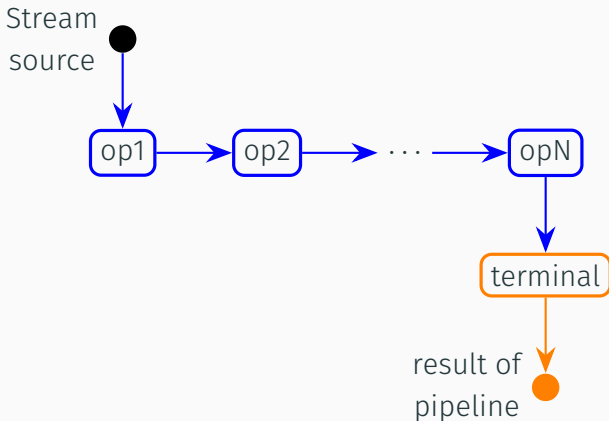 Stream
source
op1
op2
···
opN
terminal
result of
pipeline